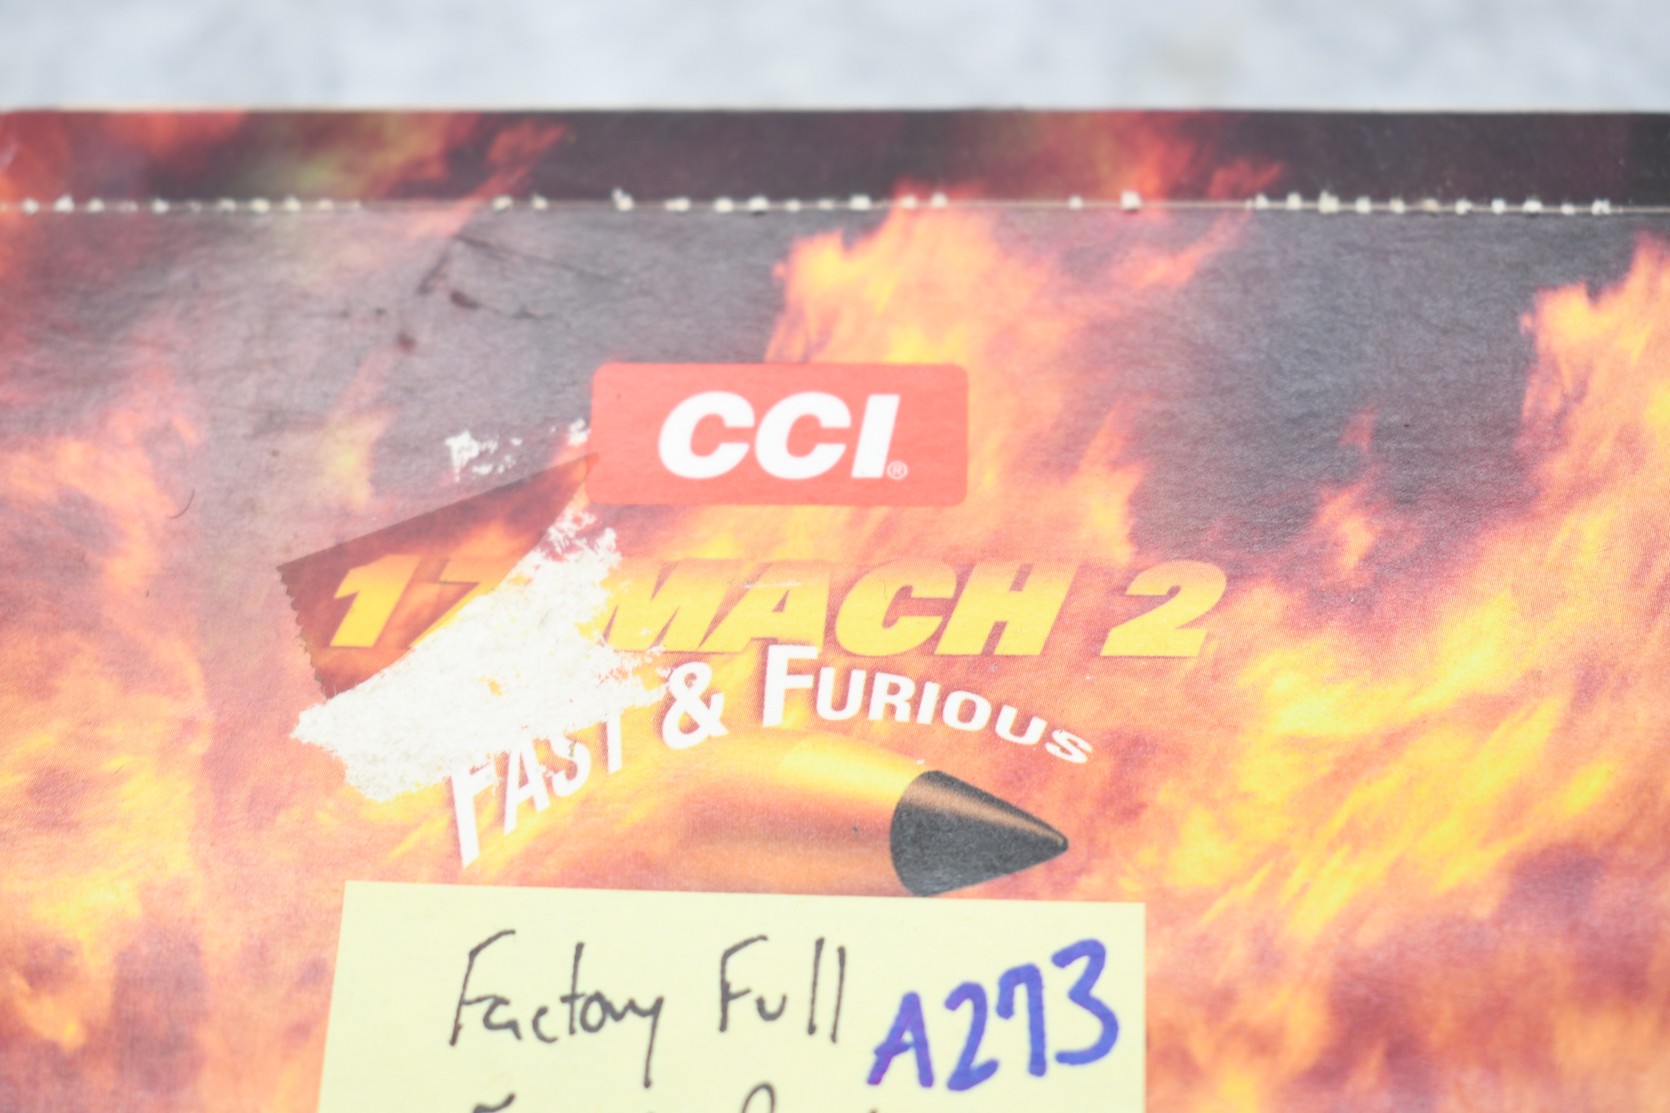 CCI®
17 MACH 2
FAST & FURIOUS
Factory Full
A273